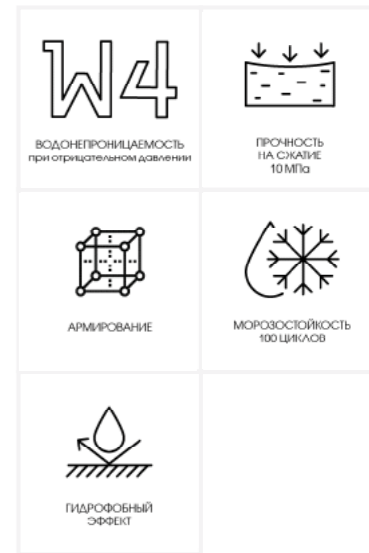 W4
ВОДОНЕПРОНИЦАЕМОСТЬ
при отрицательном давлении
ПРОЧНОСТЬ
НА СЖАТИЕ
10 МПа
АРМИРОВАНИЕ
МОРОЗОСТОЙКОСТЬ
100 ЦИКЛОВ
ГИДРОФОБНЫЙ
ЭФФЕКТ